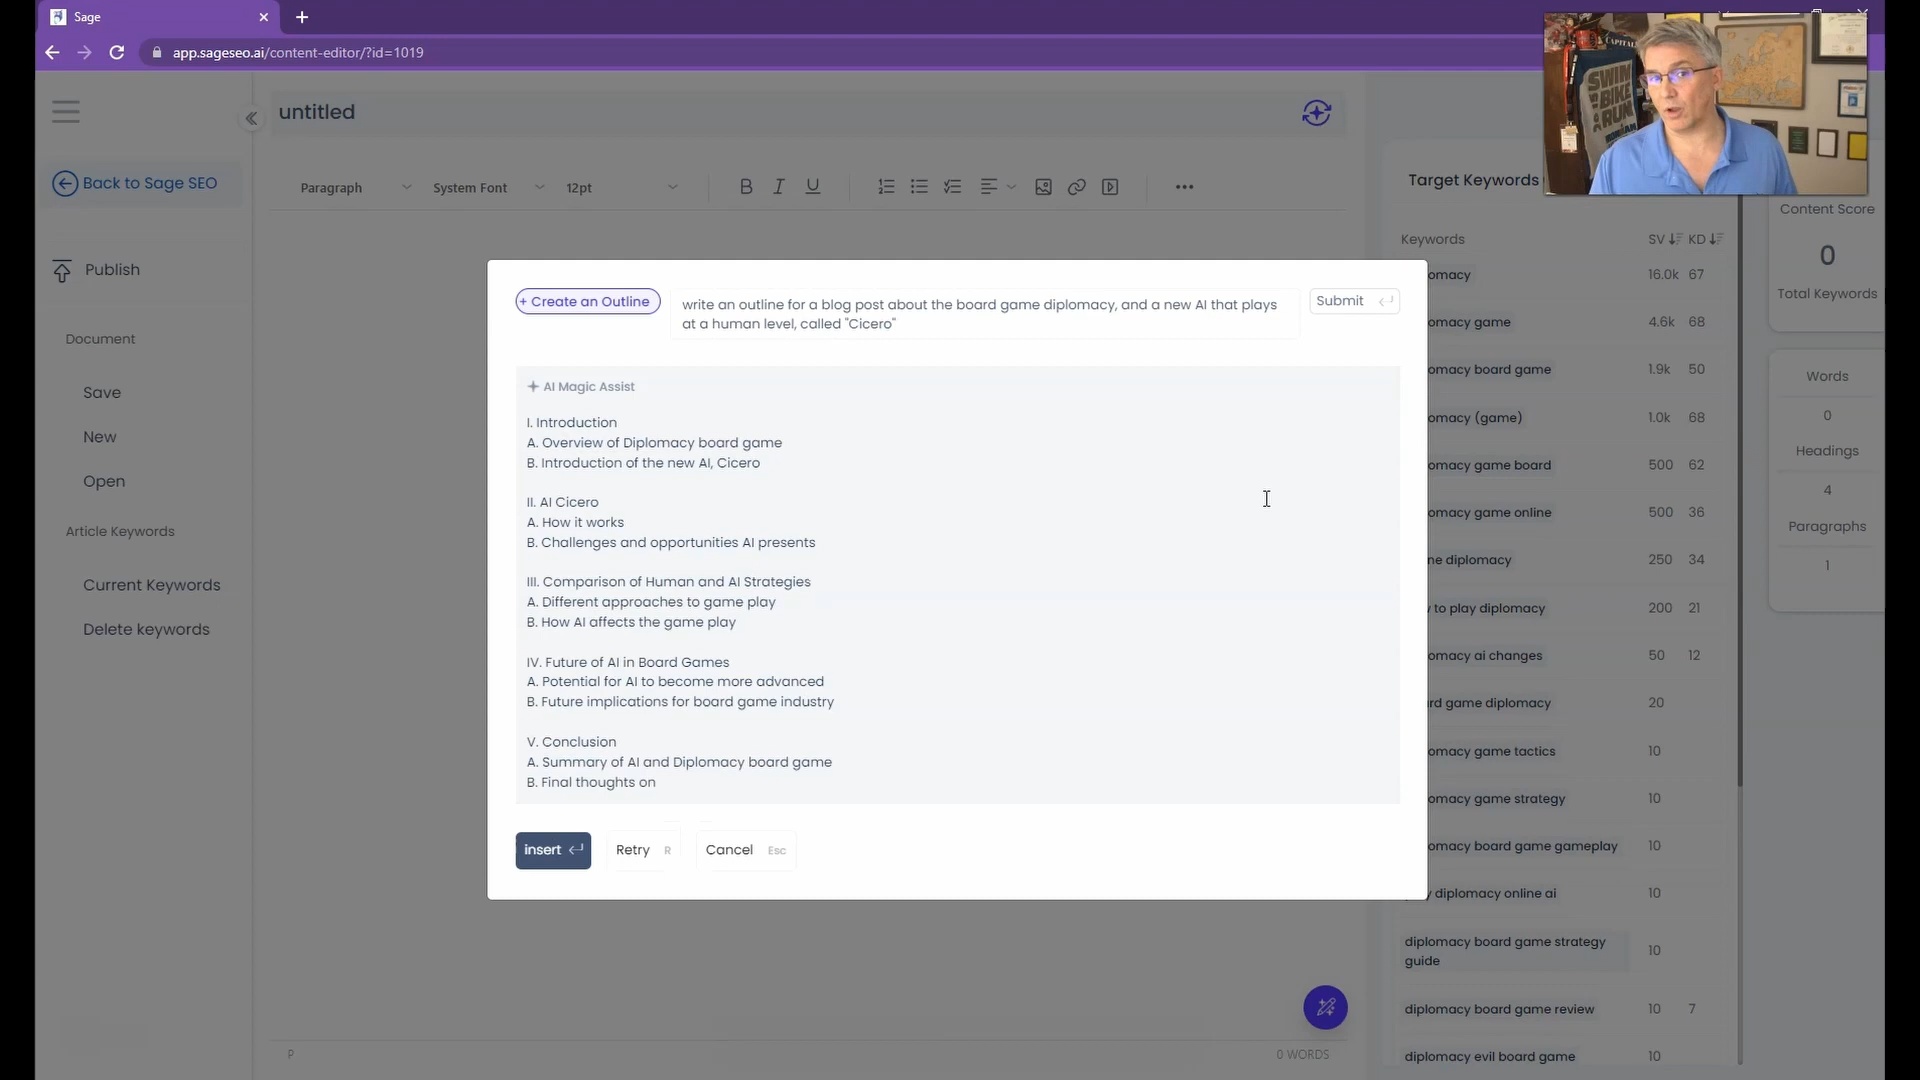 Sage
app.sageseo.ai/content-editor/?id=1019
untitled
Back to Sage SEO
Paragraph
System Font
12pt
B I U
Publish
Document
Save
New
Open
Article Keywords
Current Keywords
Delete keywords
+ Create an Outline
write an outline for a blog post about the board game diplomacy, and a new AI that plays
at a human level, called "Cicero"
Submit
AI Magic Assist
I. Introduction
A. Overview of Diplomacy board game
B. Introduction of the new AI, Cicero
II. AI Cicero
A. How it works
B. Challenges and opportunities AI presents
III. Comparison of Human and AI Strategies
A. Different approaches to game play
B. How AI affects the game play
IV. Future of AI in Board Games
A. Potential for AI to become more advanced
B. Future implications for board game industry
V. Conclusion
A. Summary of AI and Diplomacy board game
B. Final thoughts on
insert
Retry R
Cancel Esc
P
0 WORDS
Target Keywords
Keywords SV KD
omacy 16.0k 67
omacy game 4.6k 68
omacy board game 1.9k 50
omacy (game) 1.0k 68
omacy game board 500 62
omacy game online 500 36
ne diplomacy 250 34
to play diplomacy 200 21
omacy ai changes 50 12
rd game diplomacy 20
omacy game tactics 10
omacy game strategy 10
omacy board game gameplay 10
diplomacy online ai 10
diplomacy board game strategy
guide 10
diplomacy board game review 10 7
diplomacy evil board game 10
Content Score
0
Total Keywords
Words
0
Headings
4
Paragraphs
1
SWIM
BIKE
RUN